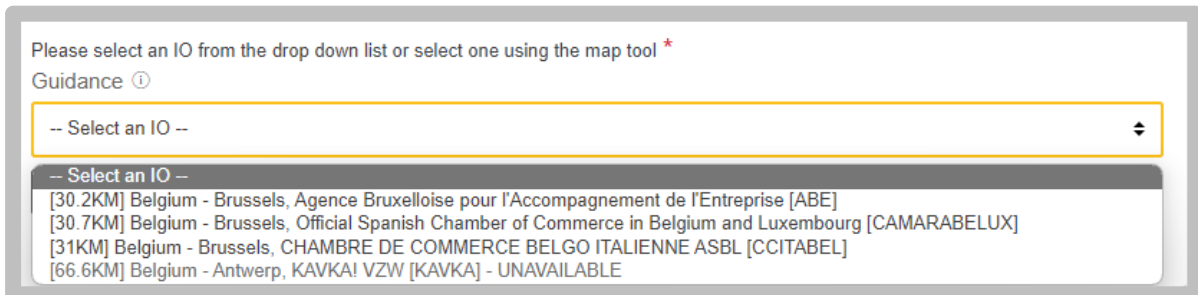 Please select an IO from the drop down list or select one using the map tool *
Guidance ⓘ
-- Select an IO --
-- Select an IO --
[30.2KM] Belgium - Brussels, Agence Bruxelloise pour l'Accompagnement de l'Entreprise [ABE]
[30.7KM] Belgium - Brussels, Official Spanish Chamber of Commerce in Belgium and Luxembourg [CAMARABELUX]
[31KM] Belgium - Brussels, CHAMBRE DE COMMERCE BELGO ITALIENNE ASBL [CCITABEL]
[66.6KM] Belgium - Antwerp, KAVKA! VZW [KAVKA] - UNAVAILABLE